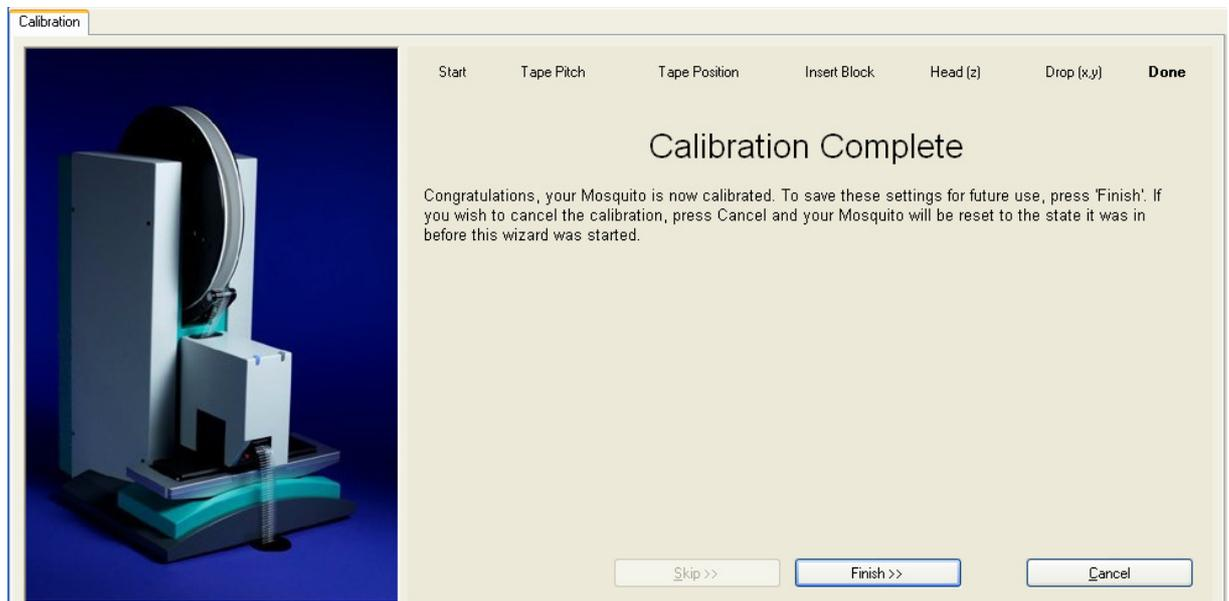 Calibration
Start Tape Pitch Tape Position Insert Block Head (z) Drop (x,y) Done
Calibration Complete
Congratulations, your Mosquito is now calibrated. To save these settings for future use, press 'Finish'. If
you wish to cancel the calibration, press Cancel and your Mosquito will be reset to the state it was in
before this wizard was started.
Skip >> Finish >> Cancel